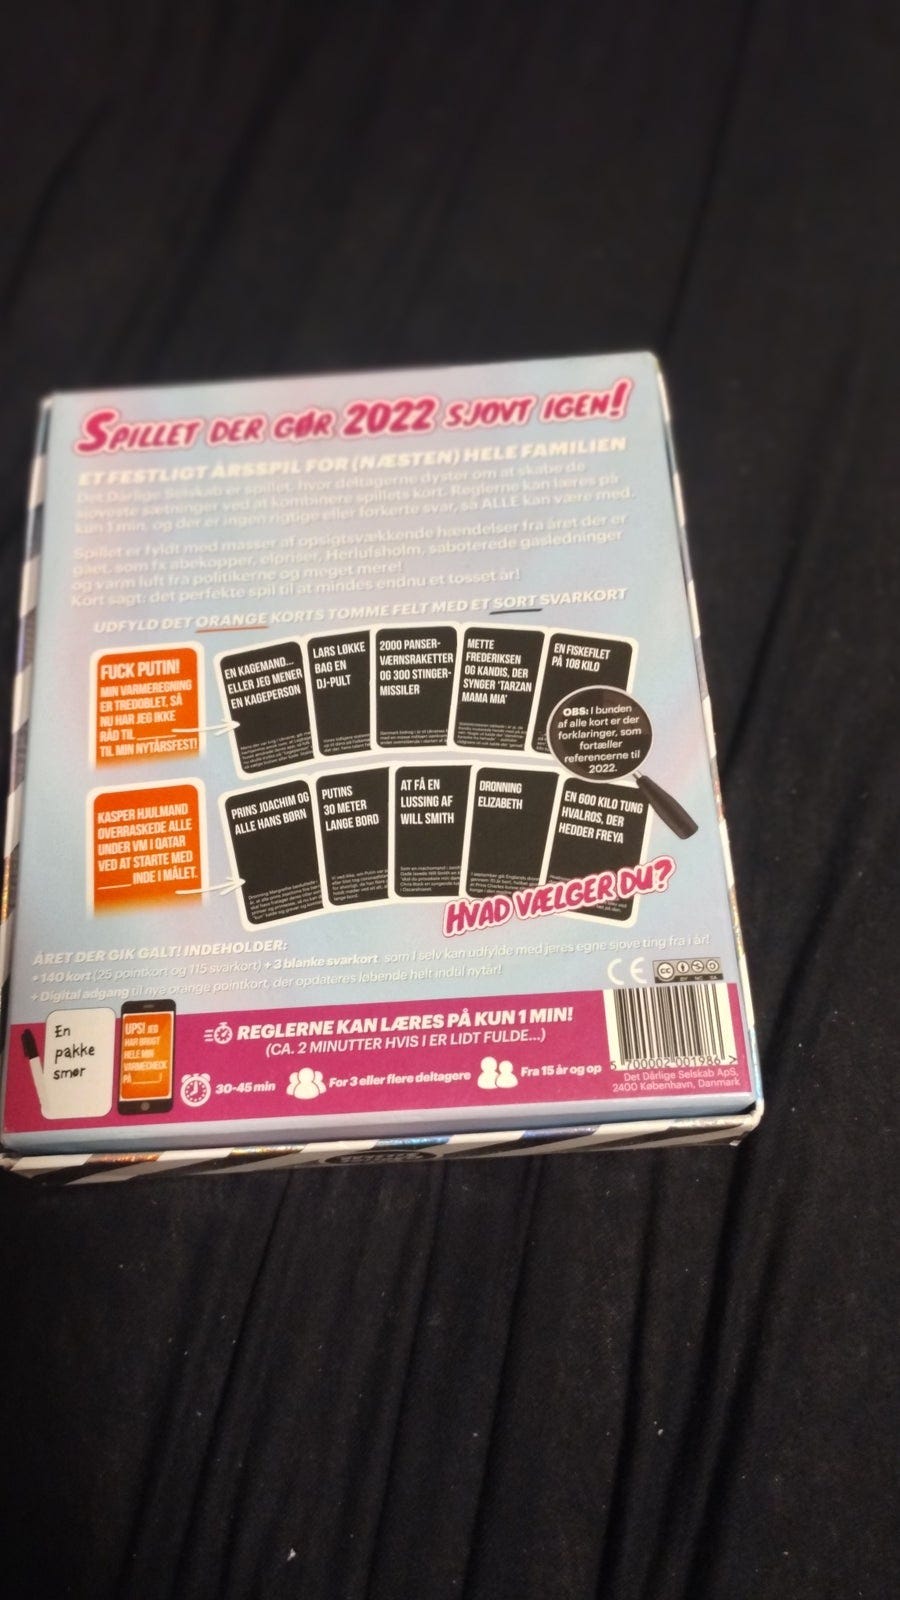 SPILLET DER GØR 2022 SJOVT IGEN!
ET FESTLIGT ÅRSSPIL FOR (NÆSTEN) HELE FAMILIEN
Det Dårlige Selskab er spillet, hvor deltagerne dyster om at skabe de
sjoveste sætninger ved at kombinere spillets kort. Reglerne kan læres på
kun 1 min, og der er ingen rigtige eller forkerte svar, så ALLE kan være med.
Spillet er fyldt med masser af opsigtsvækkende hændelser fra året der er
gået, som fx abekopper, elpriser, Herlufsholm, saboterede gasledninger
og varm luft fra politikerne og meget mere!
Kort sagt: det perfekte spil til at mindes endnu et tosset år!
UDFYLD DET ORANGE KORTS TOMME FELT MED ET SORT SVARKORT
FUCK PUTIN!
MIN VARMEREGNING
ER TREDOBLET, SÅ
NU HAR JEG IKKE
RÅD TIL ______
TIL MIN NYTÅRSFEST!
EN KAGEMAND...
ELLER JEG MENER
EN KAGEPERSON
LARS LØKKE
BAG EN
DJ-PULT
2000 PANSER-
VÆRNSRAKETTER
OG 300 STINGER-
MISSILER
METTE
FREDERIKSEN
OG KANDIS, DER
SYNGER 'TARZAN
MAMA MIA'
EN FISKEFILET
PÅ 108 KILO
OBS: I bunden
af alle kort er der
forklaringer, som
fortæller
referencerne til
2022.
KASPER HJULMAND
OVERRASKEDE ALLE
UNDER VM I QATAR
VED AT STARTE MED
____ INDE I MÅLET.
PRINS JOACHIM OG
ALLE HANS BØRN
PUTINS
30 METER
LANGE BORD
AT FÅ EN
LUSSING AF
WILL SMITH
DRONNING
ELIZABETH
EN 600 KILO TUNG
HVALROS, DER
HEDDER FREYA
HVAD VÆLGER DU?
ÅRET DER GIK GALT! INDEHOLDER:
• 140 kort (25 pointkort og 115 svarkort) + 3 blanke svarkort, som I selv kan udfylde med jeres egne sjove ting fra i år!
+ Digital adgang til nye orange pointkort, der opdateres løbende helt indtil nytår!
CE
En
pakke
smør
UPS! JEG
HAR BRUGT
HELE MIN
VARMECHECK
PÅ ______!
REGLERNE KAN LÆRES PÅ KUN 1 MIN!
(CA. 2 MINUTTER HVIS I ER LIDT FULDE...)
30-45 min
For 3 eller flere deltagere
Fra 15 år og op
5 700002 001986 >
Det Dårlige Selskab ApS,
2400 København, Danmark